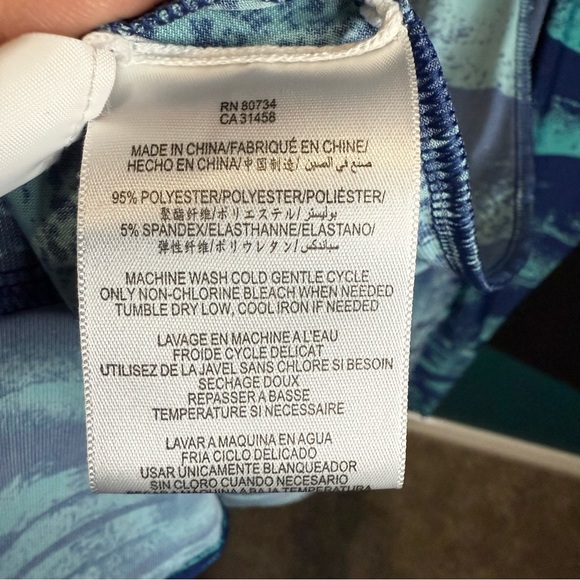 RN 80734
CA 31458
MADE IN CHINA/FABRIQUÉ EN CHINE/
HECHO EN CHINA/中国制造/ صنع في الصين/
95% POLYESTER/POLYESTER/POLIÉSTER/
聚酯纤维/ポリエステル/بوليستر/
5% SPANDEX/ELASTHANNE/ELASTANO/
弹性纤维/ポリウレタン/سباندكس/
MACHINE WASH COLD GENTLE CYCLE
ONLY NON-CHLORINE BLEACH WHEN NEEDED
TUMBLE DRY LOW, COOL IRON IF NEEDED
LAVAGE EN MACHINE A L'EAU
FROIDE CYCLE DELICAT
UTILISEZ DE LA JAVEL SANS CHLORE SI BESOIN
SECHAGE DOUX
REPASSER A BASSE
TEMPERATURE SI NECESSAIRE
LAVAR A MAQUINA EN AGUA
FRIA CICLO DELICADO
USAR ÚNICAMENTE BLANQUEADOR
SIN CLORO CUANDO NECESARIO
SECAR A MAQUINA A BAJA TEMPERATURA